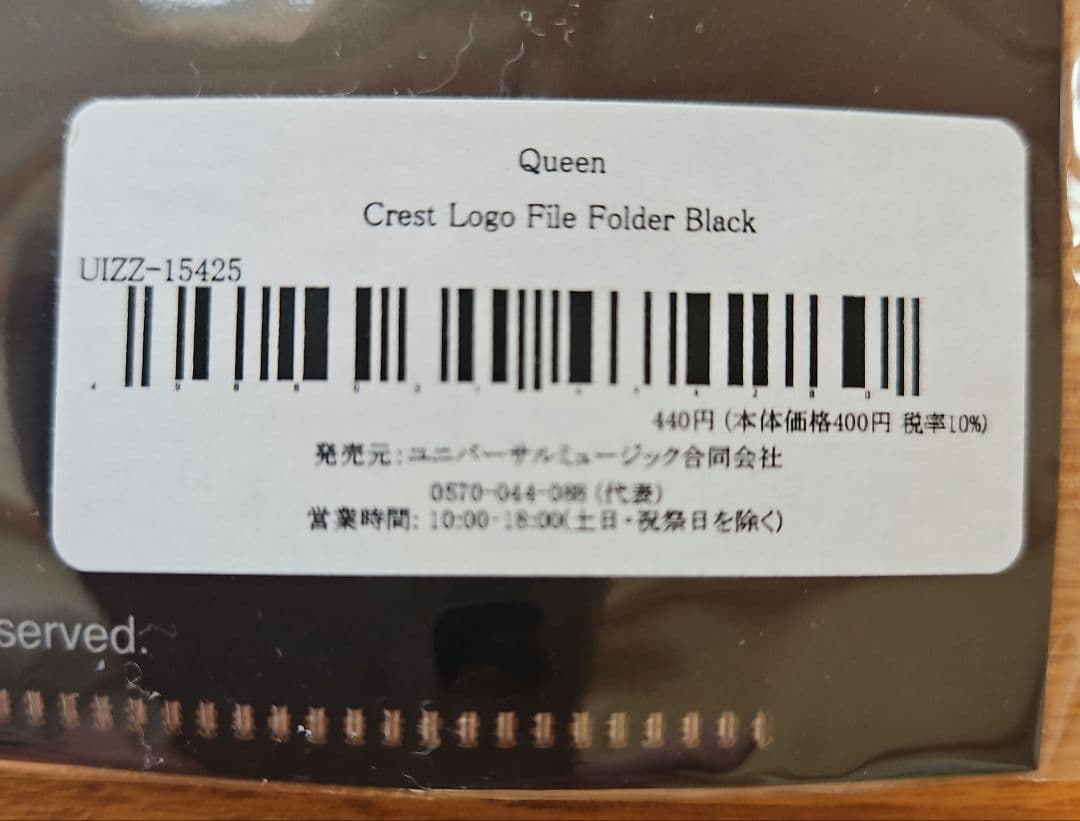 Queen
Crest Logo File Folder Black
UIZZ-15425
440円 (本体価格400円 税率10%)
発売元:ユニバーサルミュージック合同会社
0570-044-088 (代表)
営業時間: 10:00-18:00(土日・祝祭日を除く)
served.